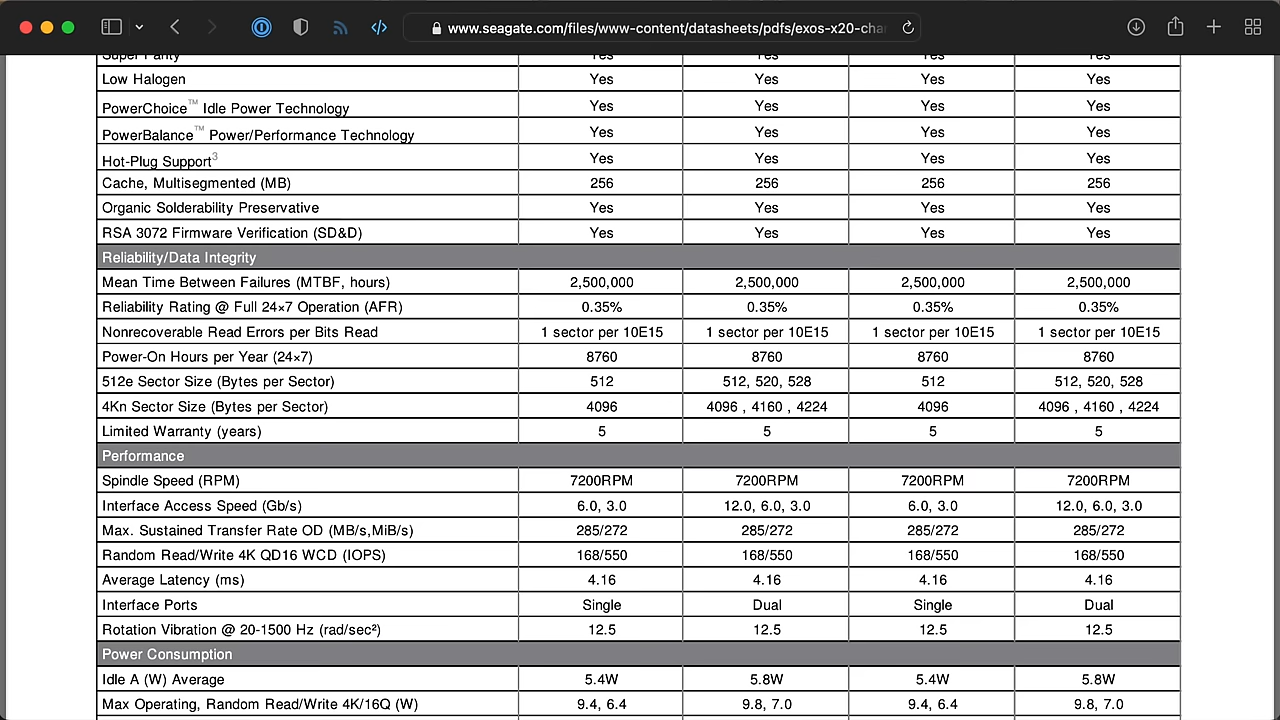 www.seagate.com/files/www-content/datasheets/pdfs/exos-x20-cha
Super Parity Yes Yes Yes Yes
Low Halogen Yes Yes Yes Yes
PowerChoice™ Idle Power Technology Yes Yes Yes Yes
PowerBalance™ Power/Performance Technology Yes Yes Yes Yes
Hot-Plug Support³ Yes Yes Yes Yes
Cache, Multisegmented (MB) 256 256 256 256
Organic Solderability Preservative Yes Yes Yes Yes
RSA 3072 Firmware Verification (SD&D) Yes Yes Yes Yes
Reliability/Data Integrity
Mean Time Between Failures (MTBF, hours) 2,500,000 2,500,000 2,500,000 2,500,000
Reliability Rating @ Full 24×7 Operation (AFR) 0.35% 0.35% 0.35% 0.35%
Nonrecoverable Read Errors per Bits Read 1 sector per 10E15 1 sector per 10E15 1 sector per 10E15 1 sector per 10E15
Power-On Hours per Year (24×7) 8760 8760 8760 8760
512e Sector Size (Bytes per Sector) 512 512, 520, 528 512 512, 520, 528
4Kn Sector Size (Bytes per Sector) 4096 4096 , 4160 , 4224 4096 4096 , 4160 , 4224
Limited Warranty (years) 5 5 5 5
Performance
Spindle Speed (RPM) 7200RPM 7200RPM 7200RPM 7200RPM
Interface Access Speed (Gb/s) 6.0, 3.0 12.0, 6.0, 3.0 6.0, 3.0 12.0, 6.0, 3.0
Max. Sustained Transfer Rate OD (MB/s,MiB/s) 285/272 285/272 285/272 285/272
Random Read/Write 4K QD16 WCD (IOPS) 168/550 168/550 168/550 168/550
Average Latency (ms) 4.16 4.16 4.16 4.16
Interface Ports Single Dual Single Dual
Rotation Vibration @ 20-1500 Hz (rad/sec²) 12.5 12.5 12.5 12.5
Power Consumption
Idle A (W) Average 5.4W 5.8W 5.4W 5.8W
Max Operating, Random Read/Write 4K/16Q (W) 9.4, 6.4 9.8, 7.0 9.4, 6.4 9.8, 7.0